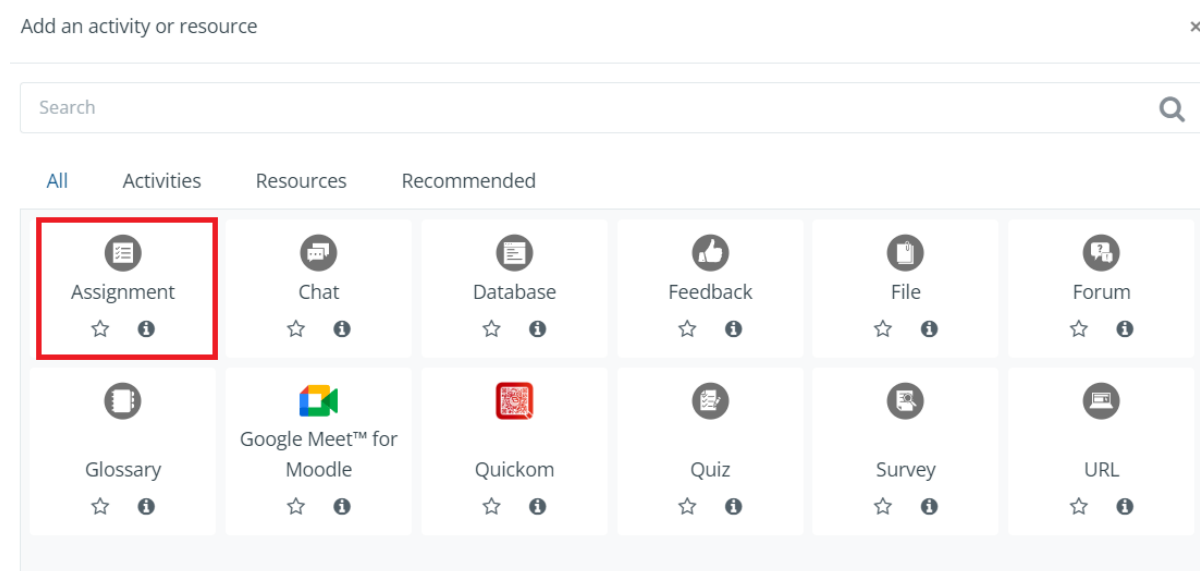 Add an activity or resource
Search
All Activities Resources Recommended
Assignment Chat Database Feedback File Forum
Glossary Google Meet™ for Moodle Quickom Quiz Survey URL